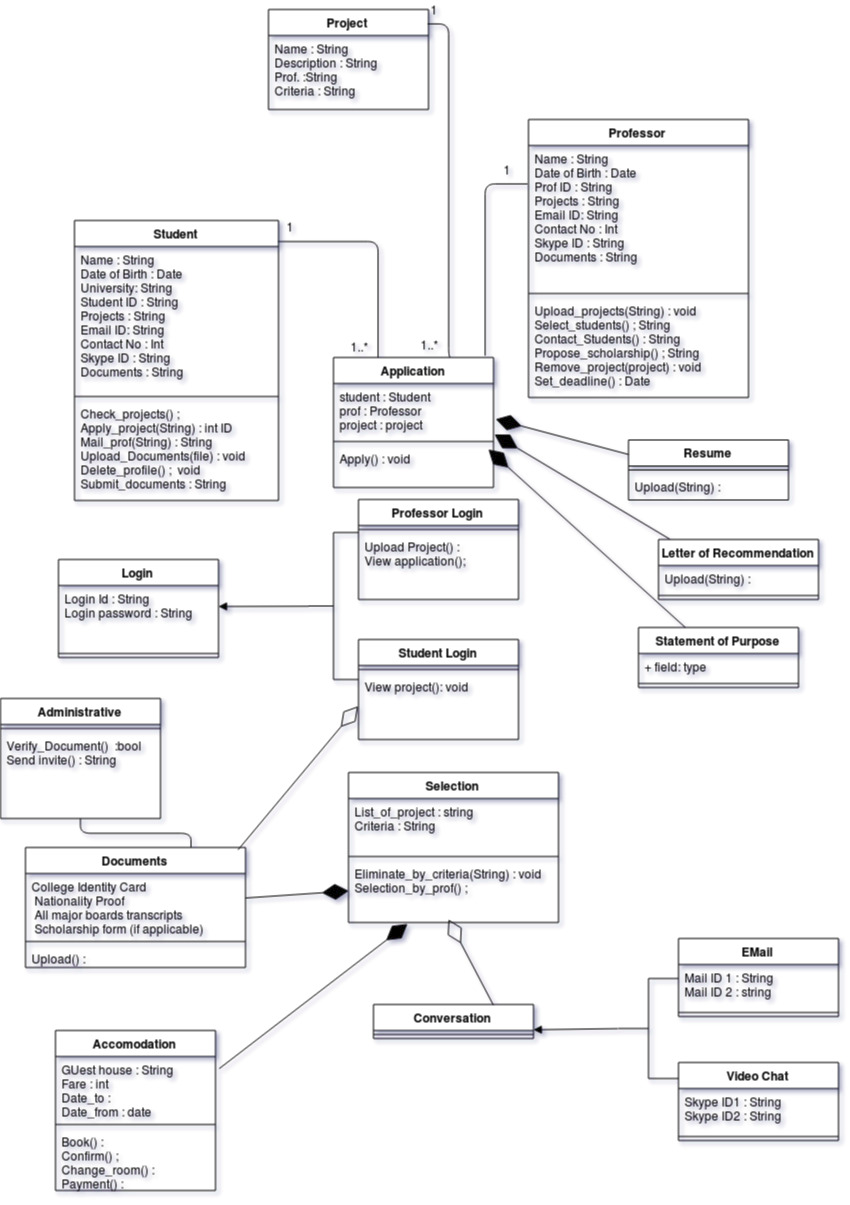 1
Project
Name : String
Description : String
Prof. :String
Criteria : String
Professor
Name : String
Date of Birth : Date
Prof ID : String
Projects : String
Email ID: String
Contact No : Int
Skype ID : String
Documents : String
Upload_projects(String) : void
Select_students() ; String
Contact_Students() : String
Propose_scholarship() ; String
Remove_project(project) : void
Set_deadline() : Date
1
Student
Name : String
Date of Birth : Date
University: String
Student ID : String
Projects : String
Email ID: String
Contact No : Int
Skype ID : String
Documents : String
Check_projects() ;
Apply_project(String) : int ID
Mail_prof(String) : String
Upload_Documents(file) : void
Delete_profile() ; void
Submit_documents : String
1
1..*
1..*
Application
student : Student
prof : Professor
project : project
Apply() : void
Resume
Upload(String) :
Letter of Recommendation
Upload(String) :
Statement of Purpose
+ field: type
Professor Login
Upload Project() :
View application();
Login
Login Id : String
Login password : String
Student Login
View project(): void
Administrative
Verify_Document() :bool
Send invite() : String
Selection
List_of_project : string
Criteria : String
Eliminate_by_criteria(String) : void
Selection_by_prof() ;
Documents
College Identity Card
Nationality Proof
All major boards transcripts
Scholarship form (if applicable)
Upload() :
EMail
Mail ID 1 : String
Mail ID 2 : string
Conversation
Accomodation
GUest house : String
Fare : int
Date_to :
Date_from : date
Book() :
Confirm() ;
Change_room() :
Payment() :
Video Chat
Skype ID1 : String
Skype ID2 : String